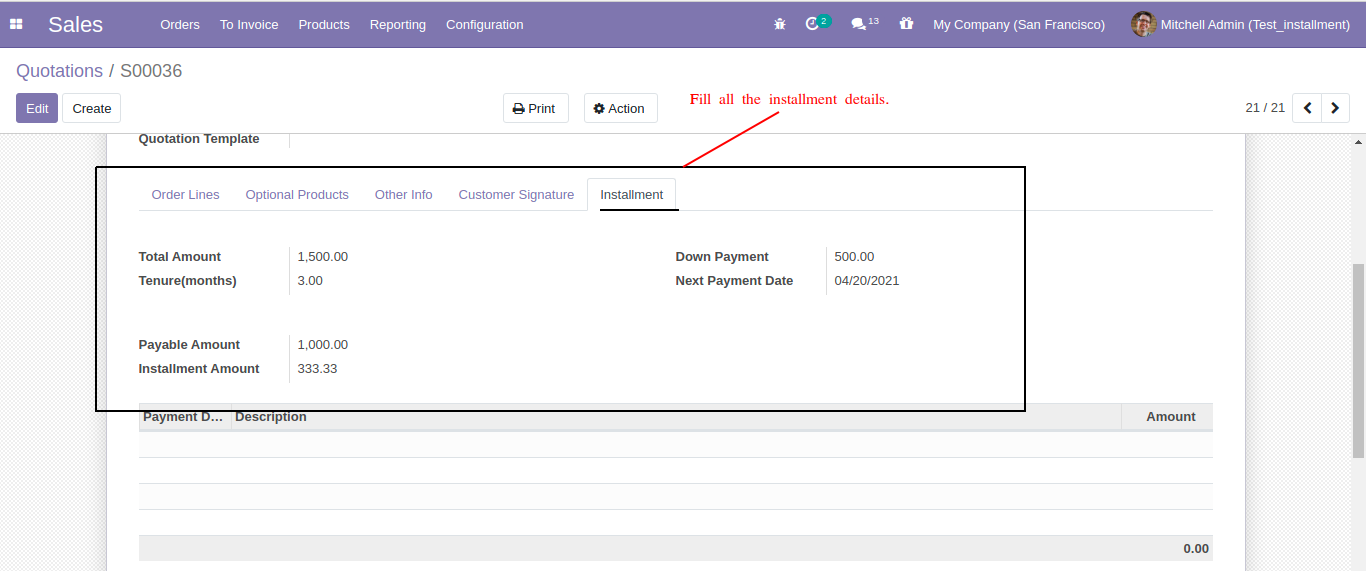 Sales Orders To Invoice Products Reporting Configuration 2 13 My Company (San Francisco) Mitchell Admin (Test_installment)
Quotations / S00036
Edit Create Print Action Fill all the installment details. 21 / 21
Quotation Template
Order Lines Optional Products Other Info Customer Signature Installment
Total Amount 1,500.00 Down Payment 500.00
Tenure(months) 3.00 Next Payment Date 04/20/2021
Payable Amount 1,000.00
Installment Amount 333.33
Payment D... Description Amount
0.00